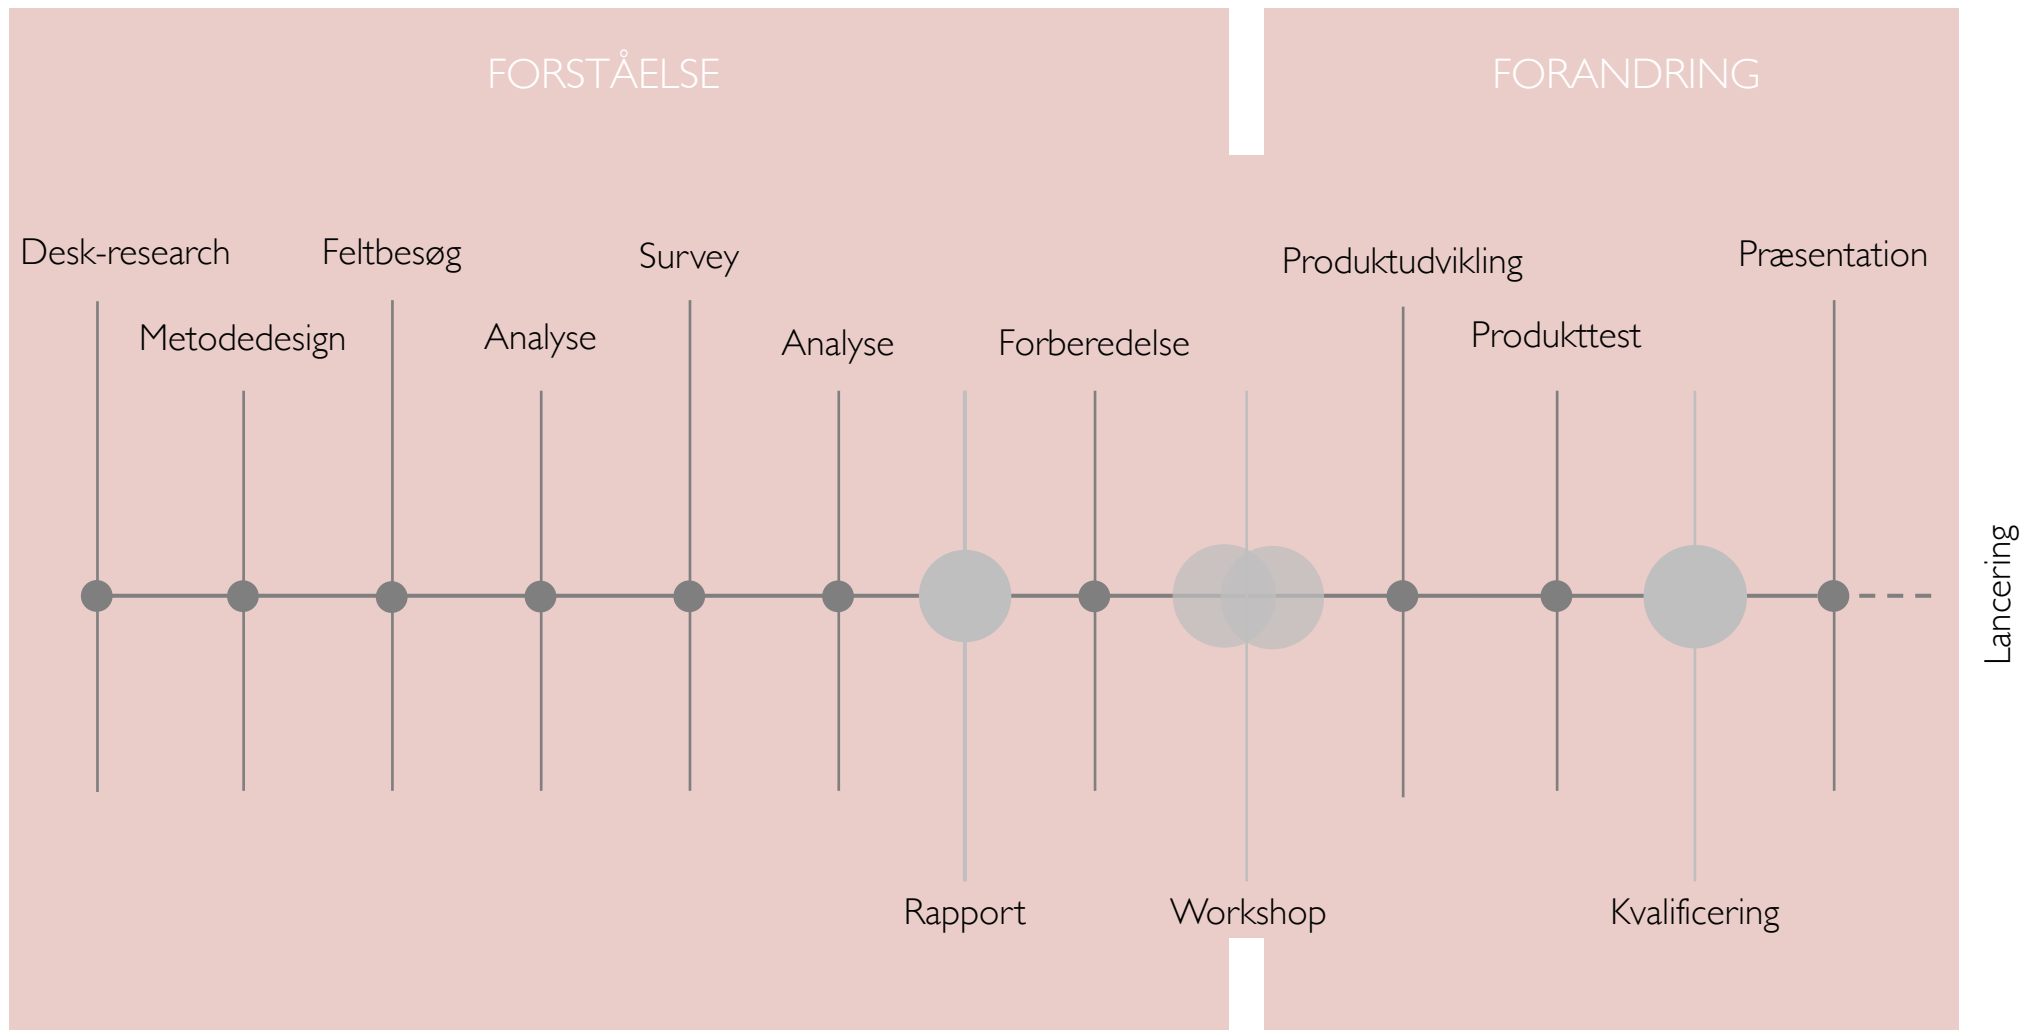 FORSTÅELSE
FORANDRING
Desk-research
Metodedesign
Feltbesøg
Analyse
Survey
Analyse
Rapport
Forberedelse
Workshop
Produktudvikling
Produkttest
Kvalificering
Præsentation
Lancering